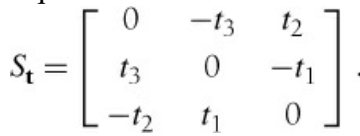 S_t = [ 0 −t_3 t_2
t_3 0 −t_1
−t_2 t_1 0 ] .